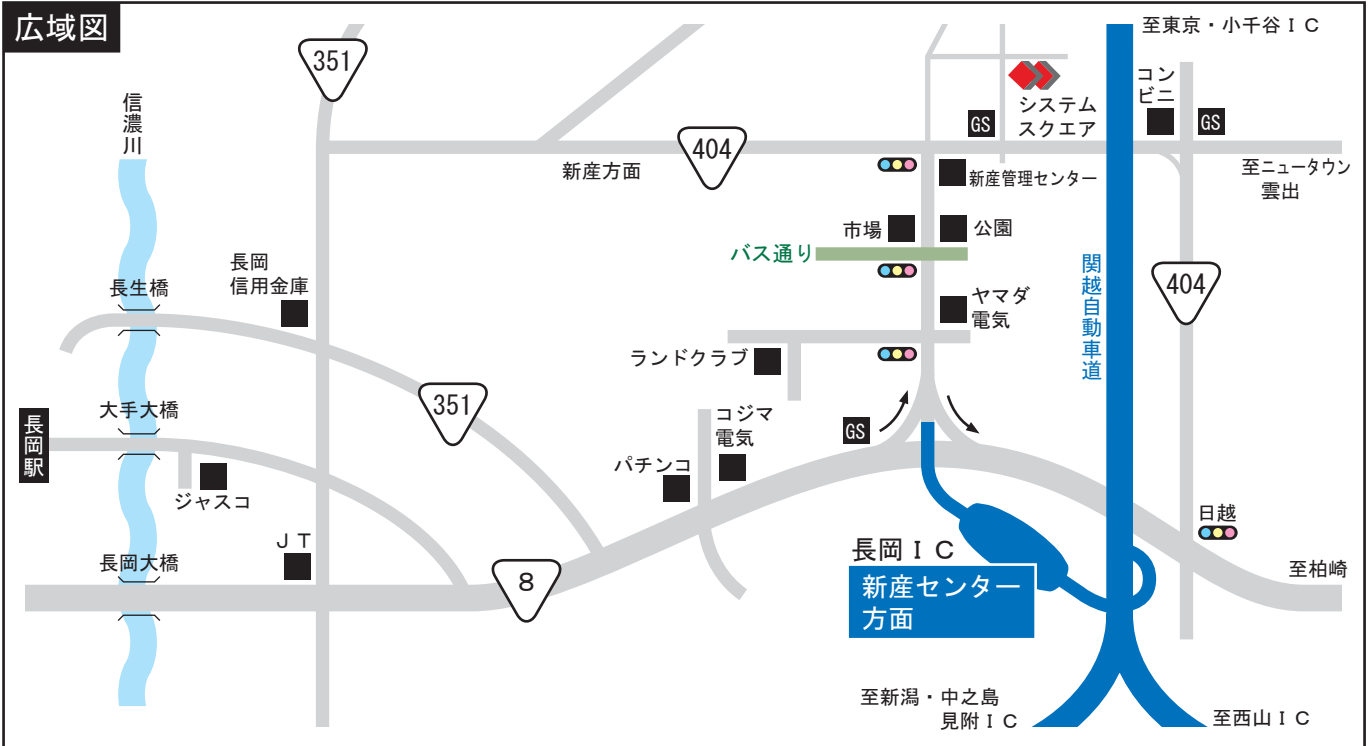 広域図
351
至東京・小千谷ＩＣ
信濃川
コン
ビニ
システム
スクエア
GS
GS
404
新産方面
新産管理センター
至ニュータウン
雲出
市場
公園
バス通り
長岡
信用金庫
関越自動車道
404
長生橋
ヤマダ
電気
ランドクラブ
351
大手大橋
コジマ
電気
長岡駅
GS
パチンコ
ジャスコ
日越
ＪＴ
長岡大橋
長岡ＩＣ
至柏崎
8
新産センター
方面
至新潟・中之島
見附ＩＣ
至西山ＩＣ